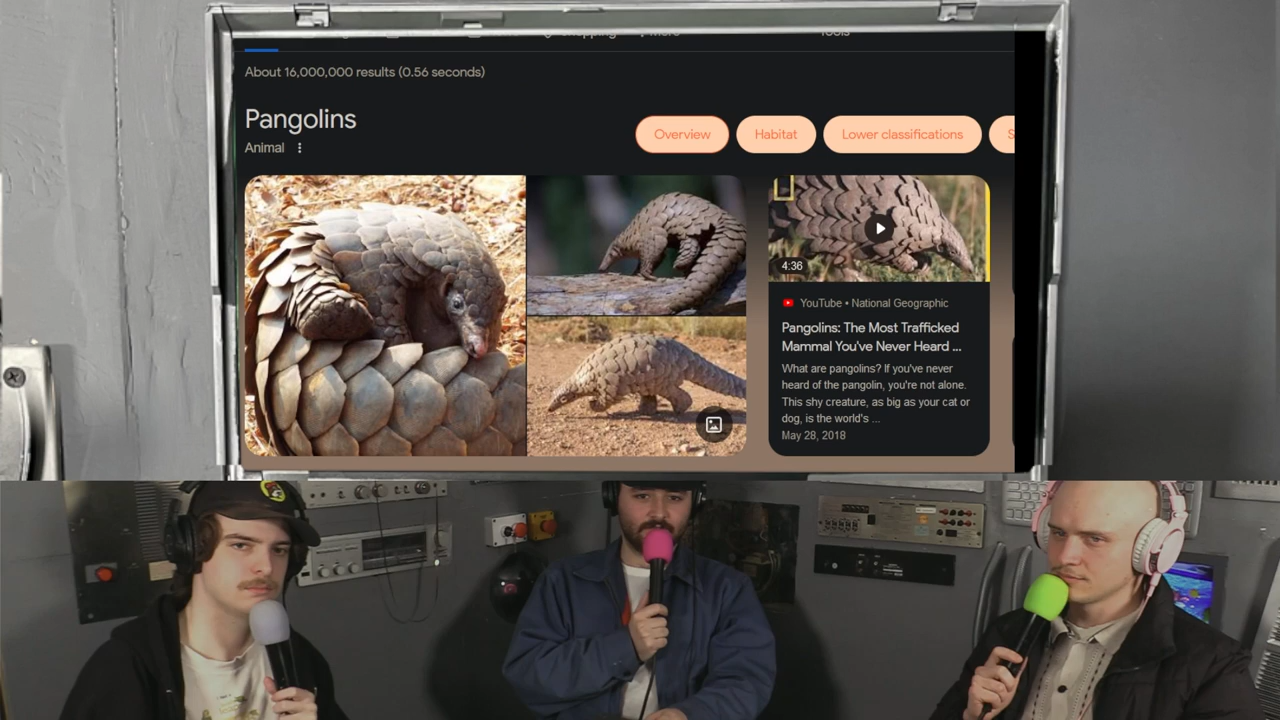 Tools
About 16,000,000 results (0.56 seconds)
Pangolins
Animal
Overview
Habitat
Lower classifications
4:36
YouTube • National Geographic
Pangolins: The Most Trafficked
Mammal You've Never Heard ...
What are pangolins? If you've never
heard of the pangolin, you're not alone.
This shy creature, as big as your cat or
dog, is the world's ...
May 28, 2018